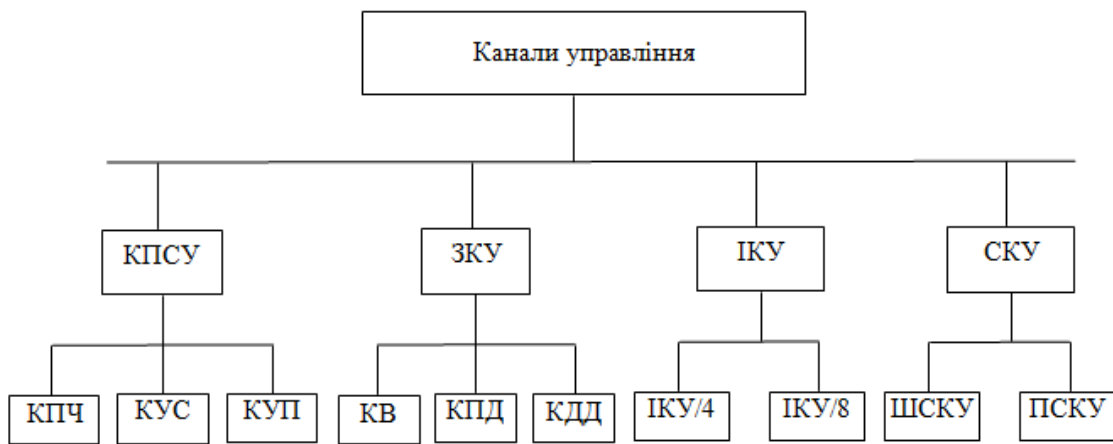 Канали управління
КПСУ
ЗКУ
ІКУ
СКУ
КПЧ
КУС
КУП
КВ
КПД
КДД
ІКУ/4
ІКУ/8
ШСКУ
ПСКУ